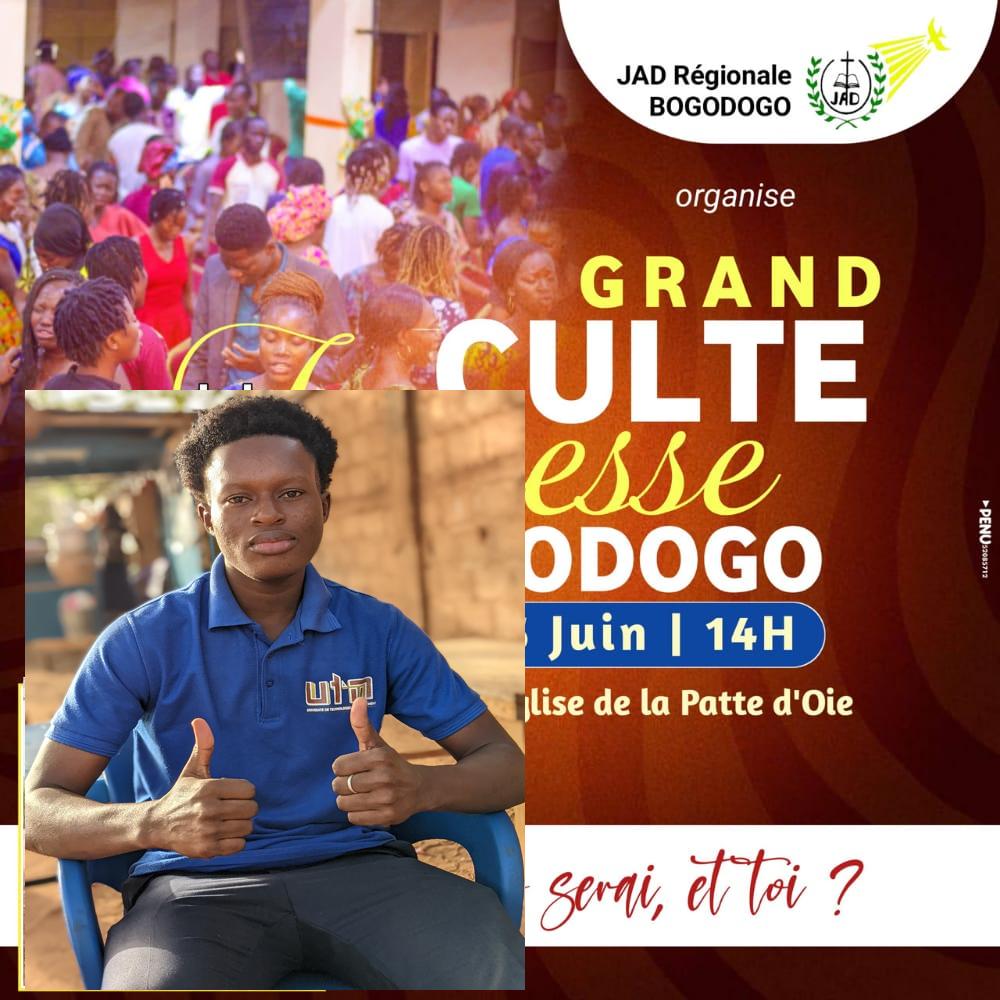 JAD Régionale
BOGODOGO
JAD
organise
GRAND
CULTE
esse
ODOGO
Juin | 14H
glise de la Patte d'Oie
PENU
52085712
serai, et toi ?